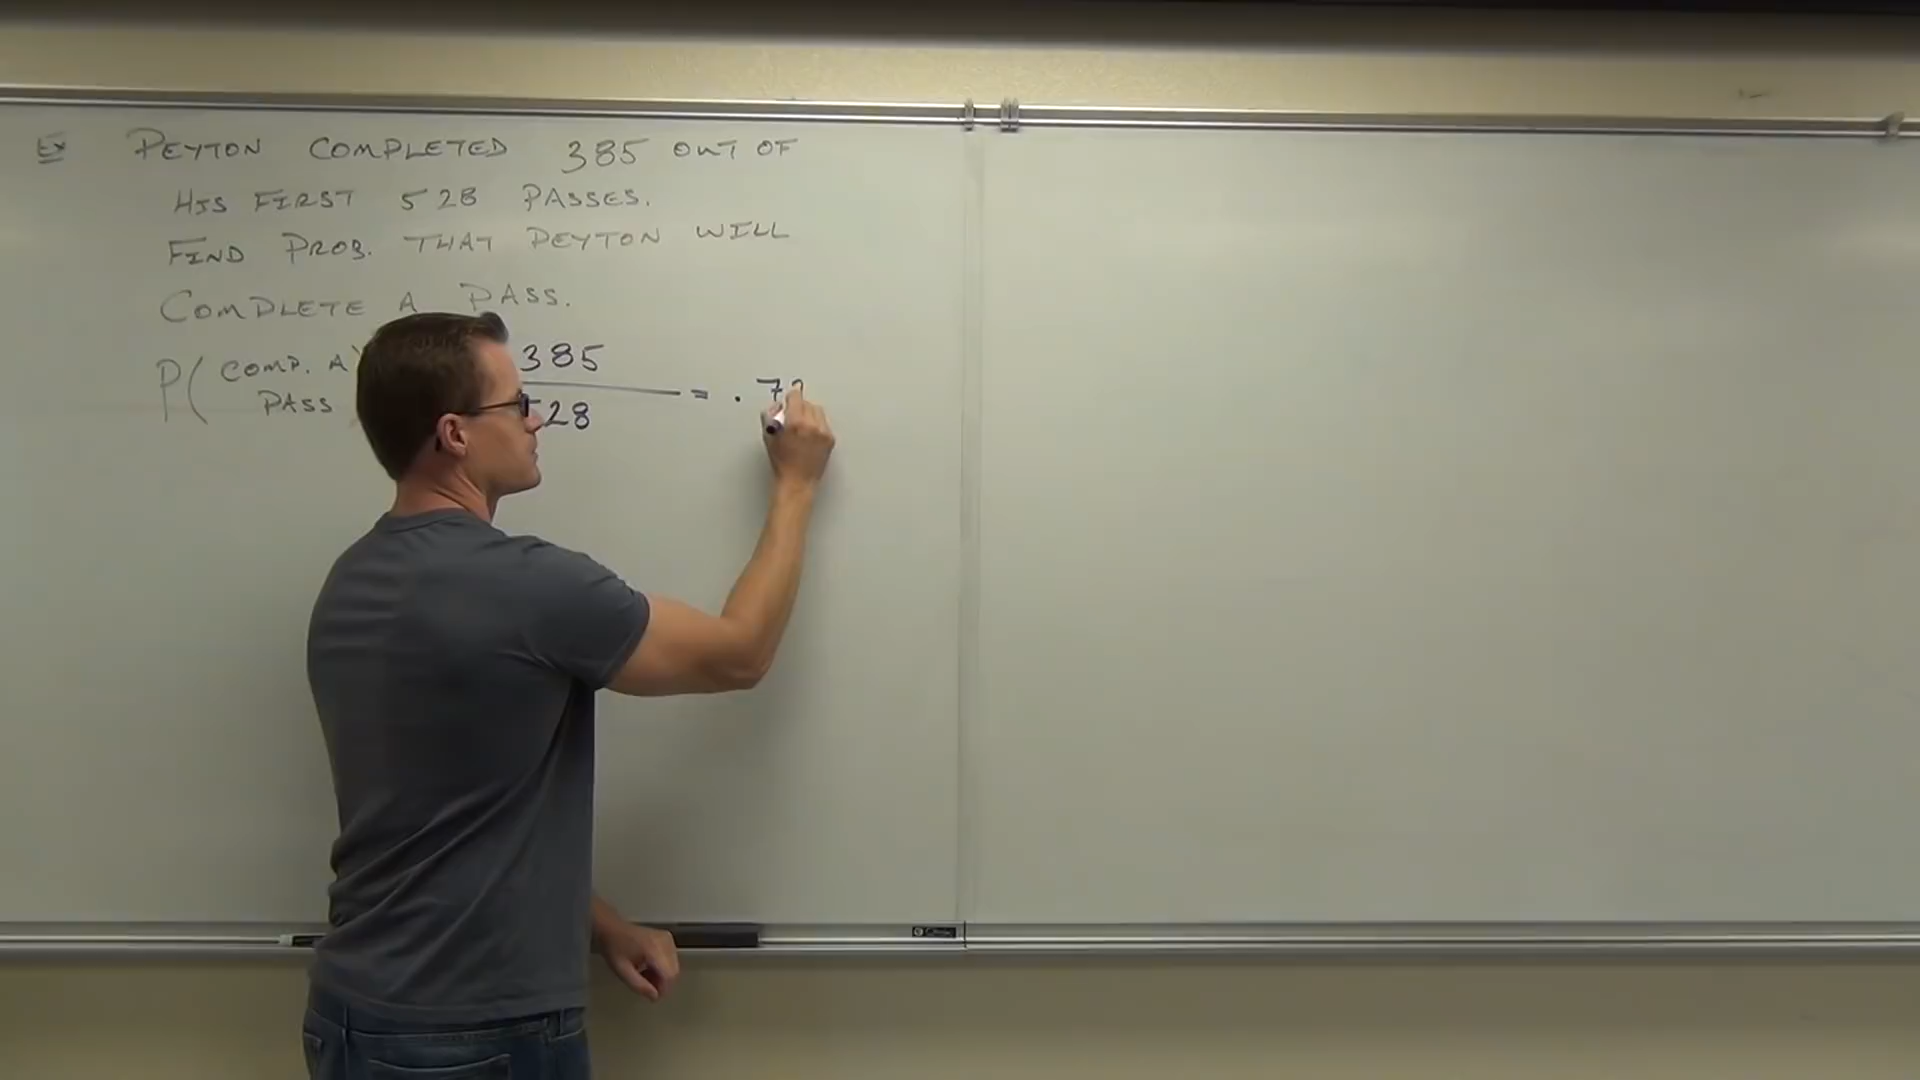 Ex PEYTON COMPLETED 385 OUT OF
HIS FIRST 528 PASSES.
FIND PROB. THAT PEYTON WILL
COMPLETE A PASS.
P( COMP. A 385
PASS 528 = .7